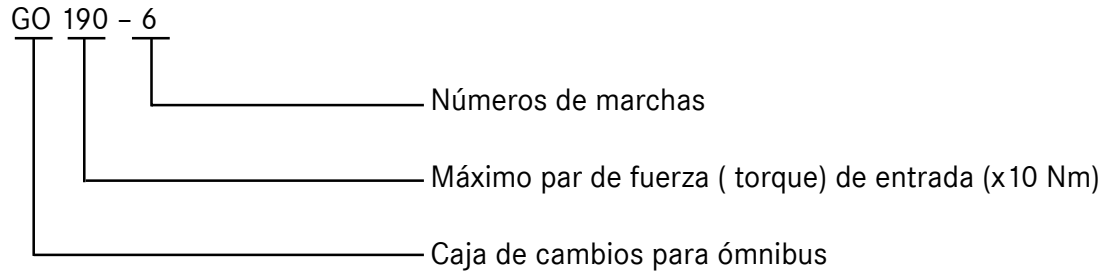 GO 190 – 6
Números de marchas
Máximo par de fuerza ( torque) de entrada (x10 Nm)
Caja de cambios para ómnibus